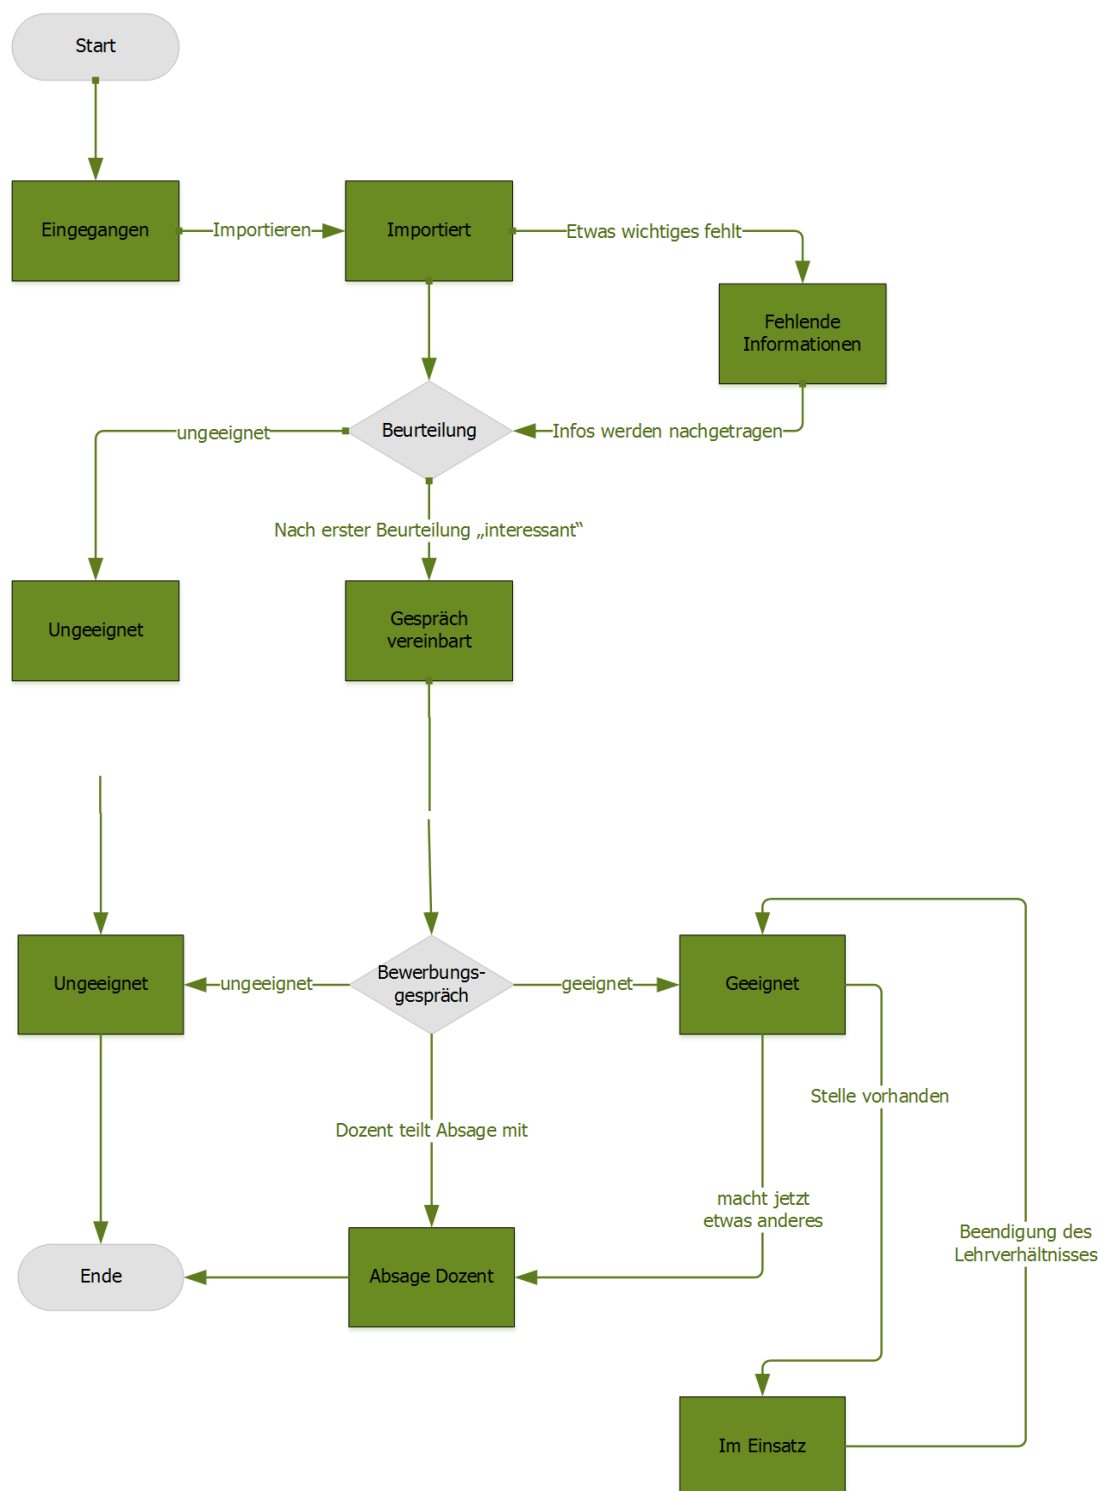 Start
Eingegangen
Importieren
Importiert
Etwas wichtiges fehlt
Fehlende
Informationen
ungeeignet
Beurteilung
Infos werden nachgetragen
Nach erster Beurteilung „interessant“
Ungeeignet
Gespräch
vereinbart
Ungeeignet
ungeeignet
Bewerbungs-
gespräch
geeignet
Geeignet
Stelle vorhanden
Dozent teilt Absage mit
macht jetzt
etwas anderes
Beendigung des
Lehrverhältnisses
Ende
Absage Dozent
Im Einsatz